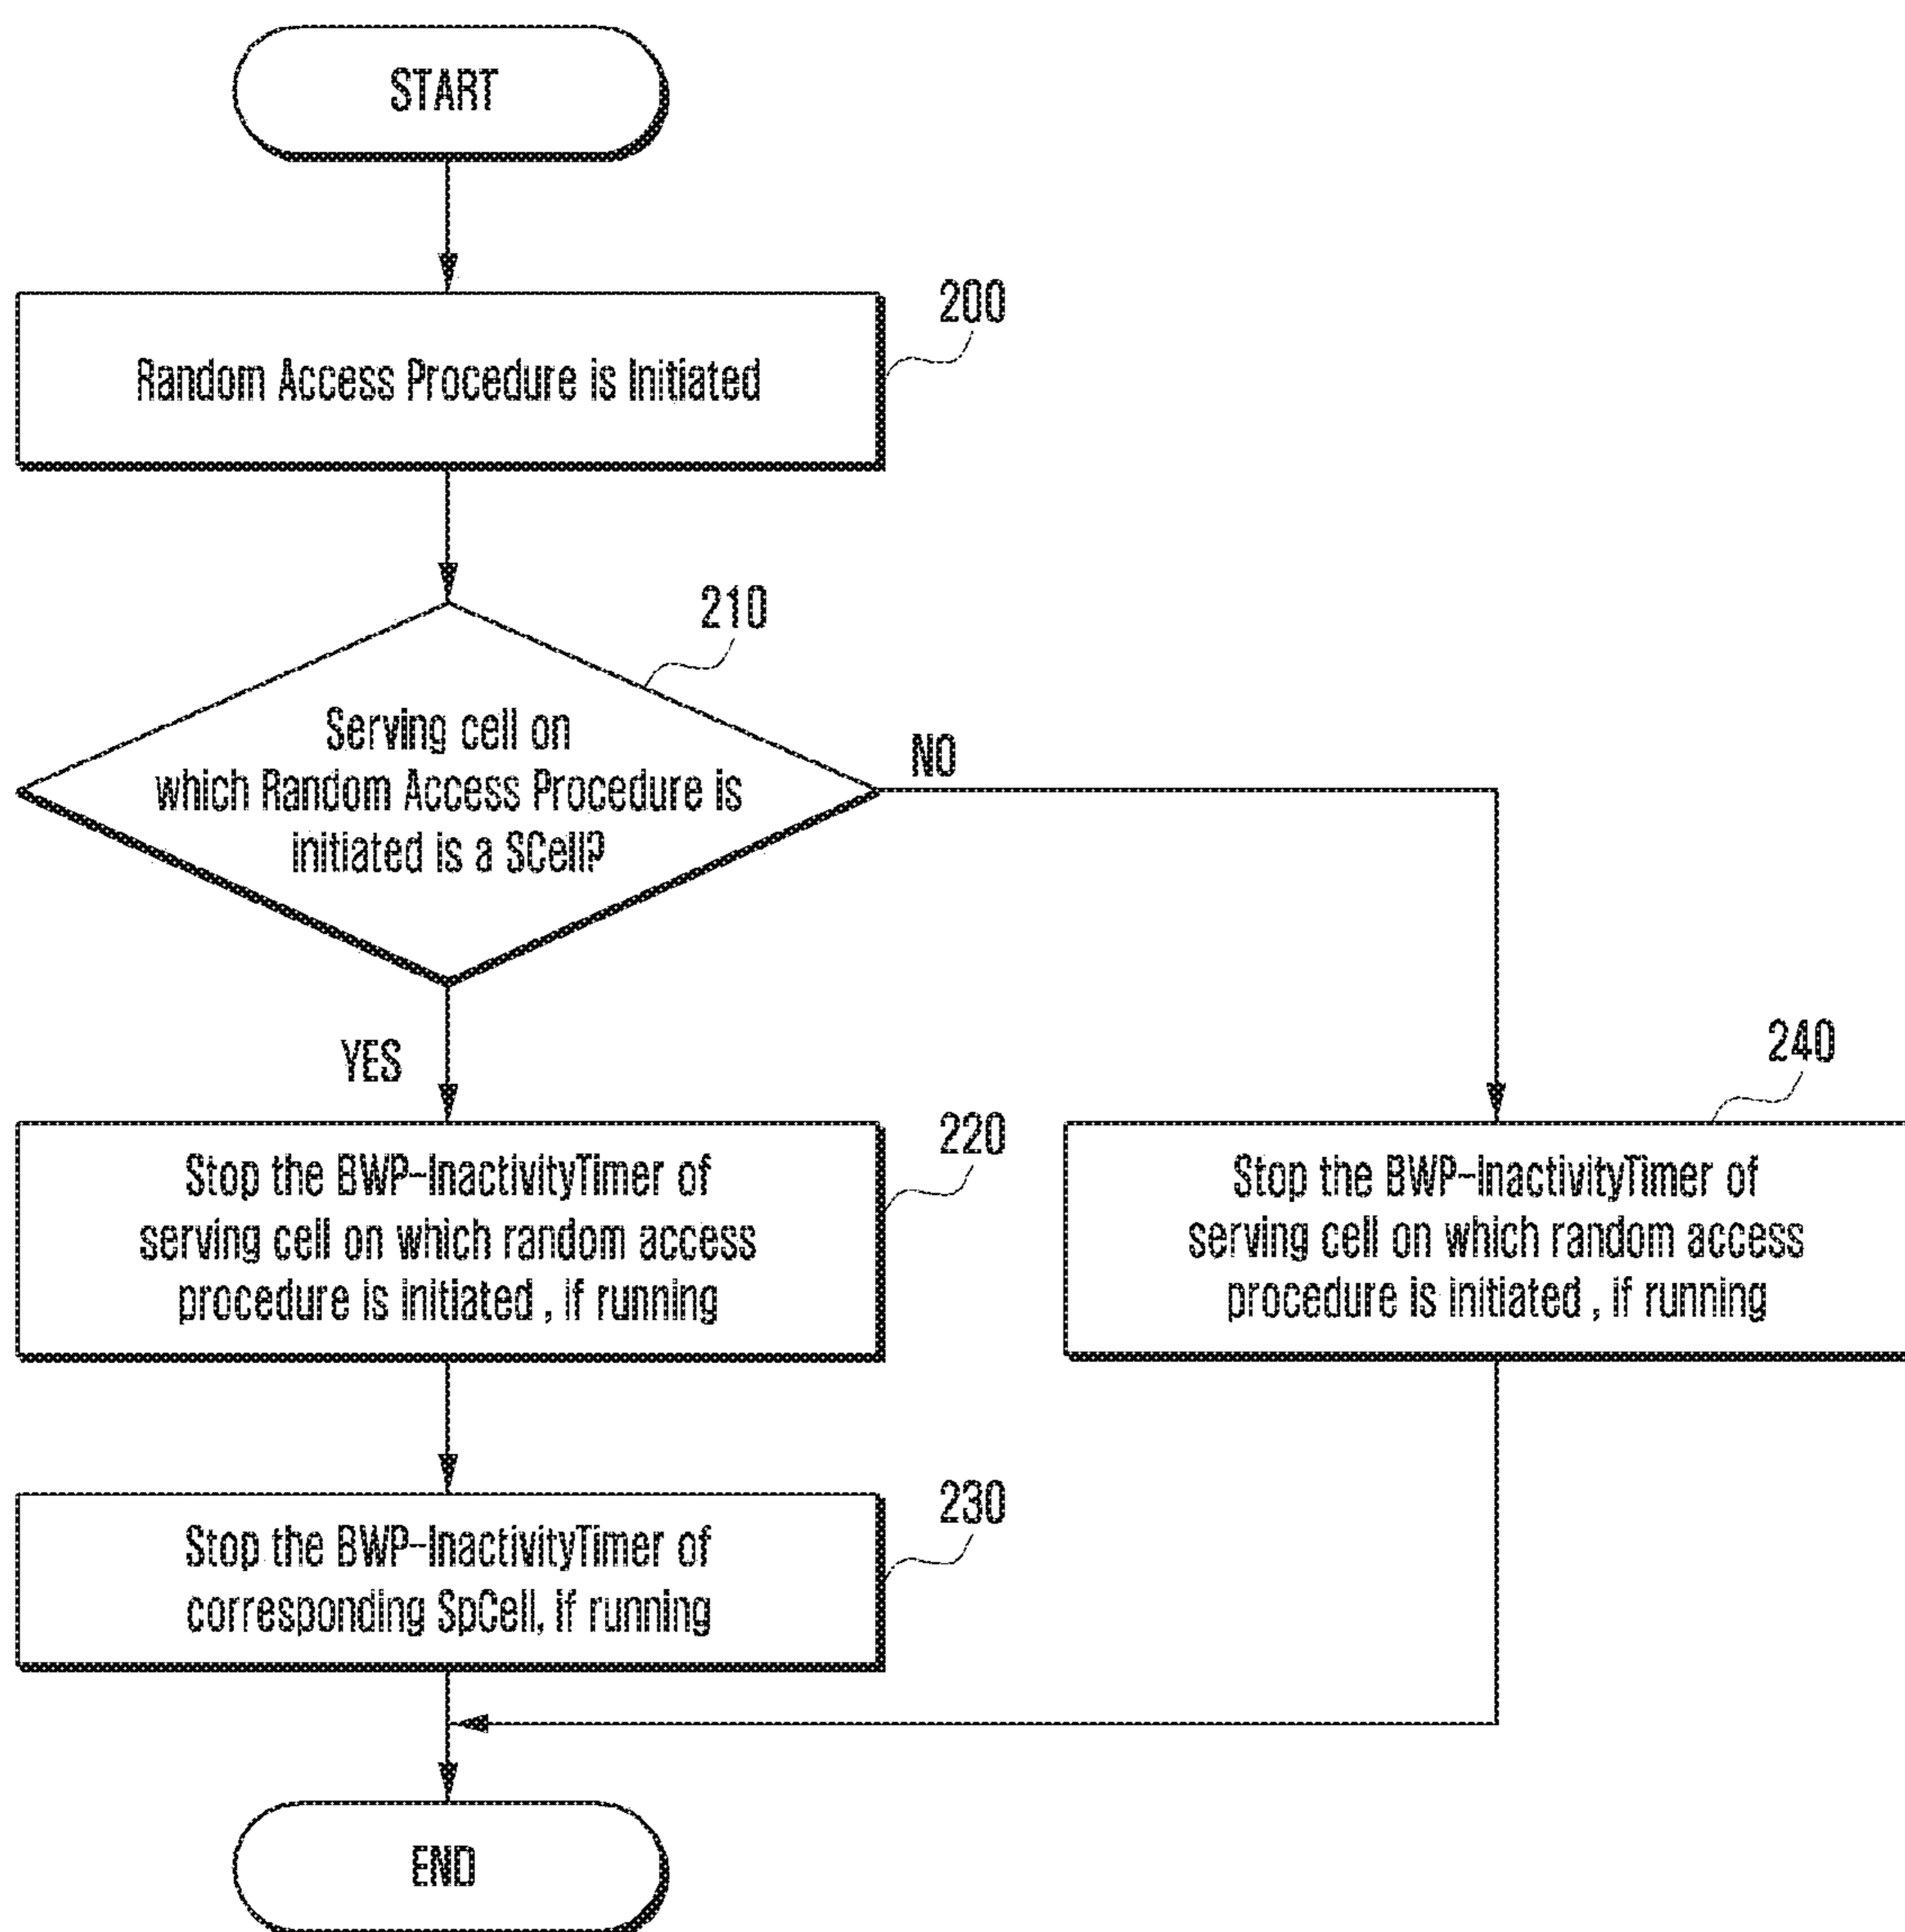 START
200
Random Access Procedure is Initiated
210
Serving cell on
which Random Access Procedure is
initiated is a SCell?
NO
YES
220
Stop the BWP-InactivityTimer of
serving cell on which random access
procedure is initiated , if running
240
Stop the BWP-InactivityTimer of
serving cell on which random access
procedure is initiated , if running
230
Stop the BWP-InactivityTimer of
corresponding SpCell, if running
END